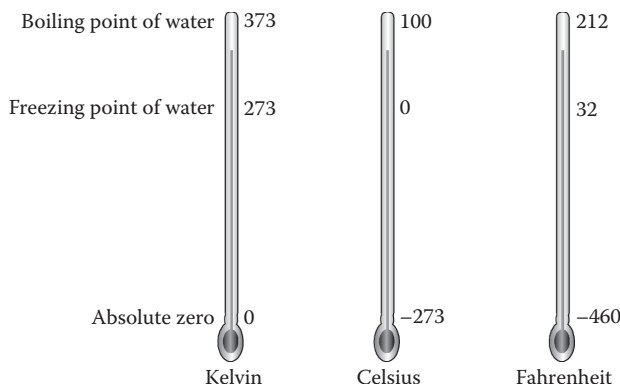 Boiling point of water 373 100 212
Freezing point of water 273 0 32
Absolute zero 0 –273 –460
Kelvin Celsius Fahrenheit